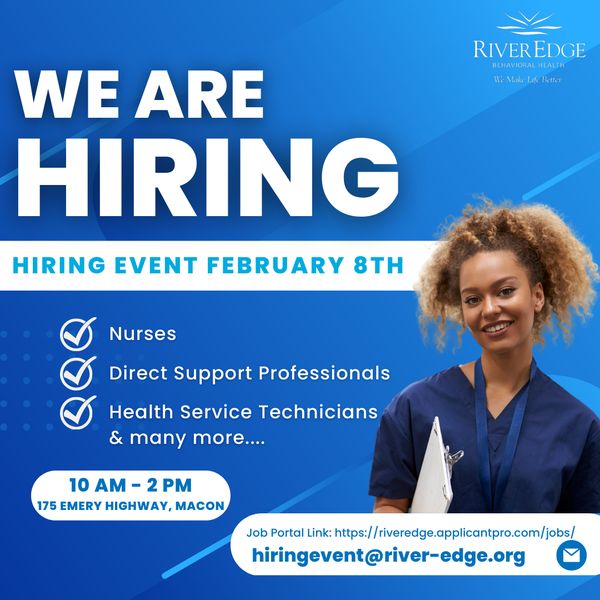 RIVEREDGE
BEHAVIORAL HEALTH
We Make Life Better
WE ARE
HIRING
HIRING EVENT FEBRUARY 8TH
Nurses
Direct Support Professionals
Health Service Technicians
& many more....
10 AM - 2 PM
175 EMERY HIGHWAY, MACON
Job Portal Link: https://riveredge.applicantpro.com/jobs/
hiringevent@river-edge.org